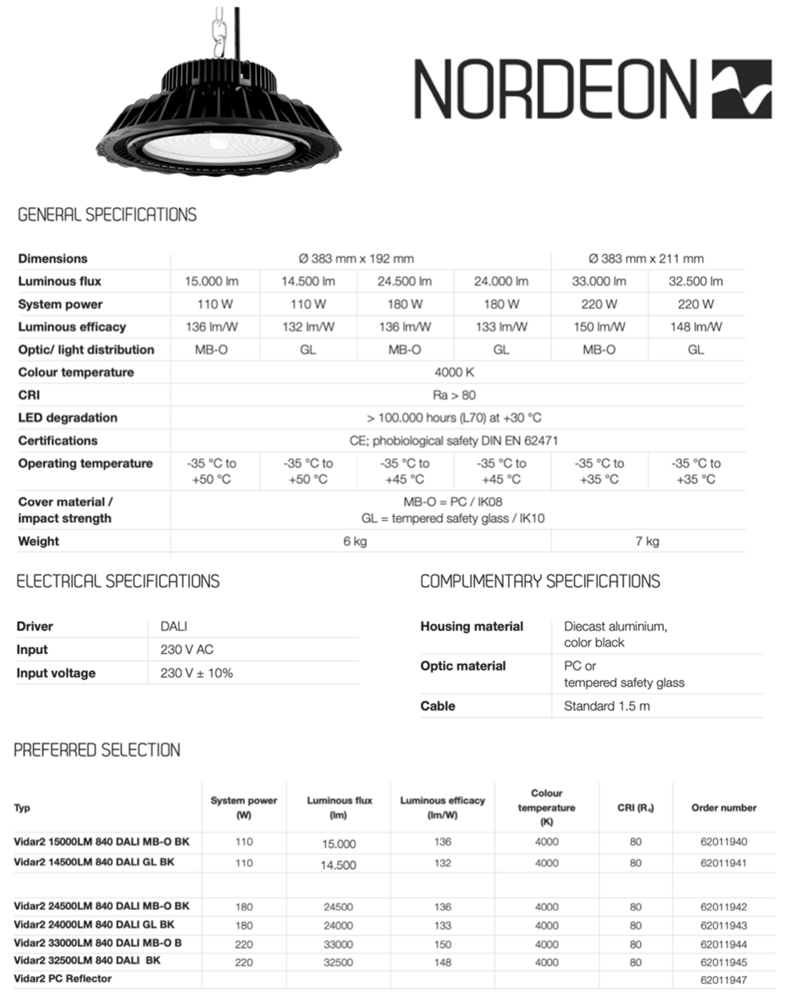 NORDEON
GENERAL SPECIFICATIONS
Dimensions Ø 383 mm x 192 mm Ø 383 mm x 211 mm
Luminous flux 15.000 lm 14.500 lm 24.500 lm 24.000 lm 33.000 lm 32.500 lm
System power 110 W 110 W 180 W 180 W 220 W 220 W
Luminous efficacy 136 lm/W 132 lm/W 136 lm/W 133 lm/W 150 lm/W 148 lm/W
Optic/ light distribution MB-O GL MB-O GL MB-O GL
Colour temperature 4000 K
CRI Ra > 80
LED degradation > 100.000 hours (L70) at +30 °C
Certifications CE; phobiological safety DIN EN 62471
Operating temperature -35 °C to -35 °C to -35 °C to -35 °C to -35 °C to -35 °C to
+50 °C +50 °C +45 °C +45 °C +35 °C +35 °C
Cover material / MB-O = PC / IK08
impact strength GL = tempered safety glass / IK10
Weight 6 kg 7 kg
ELECTRICAL SPECIFICATIONS
Driver DALI
Input 230 V AC
Input voltage 230 V ± 10%
COMPLIMENTARY SPECIFICATIONS
Housing material Diecast aluminium,
color black
Optic material PC or
tempered safety glass
Cable Standard 1.5 m
PREFERRED SELECTION
Typ System power (W) Luminous flux (lm) Luminous efficacy (lm/W) Colour temperature (K) CRI (Ra) Order number
Vidar2 15000LM 840 DALI MB-O BK 110 15.000 136 4000 80 62011940
Vidar2 14500LM 840 DALI GL BK 110 14.500 132 4000 80 62011941
Vidar2 24500LM 840 DALI MB-O BK 180 24500 136 4000 80 62011942
Vidar2 24000LM 840 DALI GL BK 180 24000 133 4000 80 62011943
Vidar2 33000LM 840 DALI MB-O B 220 33000 150 4000 80 62011944
Vidar2 32500LM 840 DALI BK 220 32500 148 4000 80 62011945
Vidar2 PC Reflector 62011947